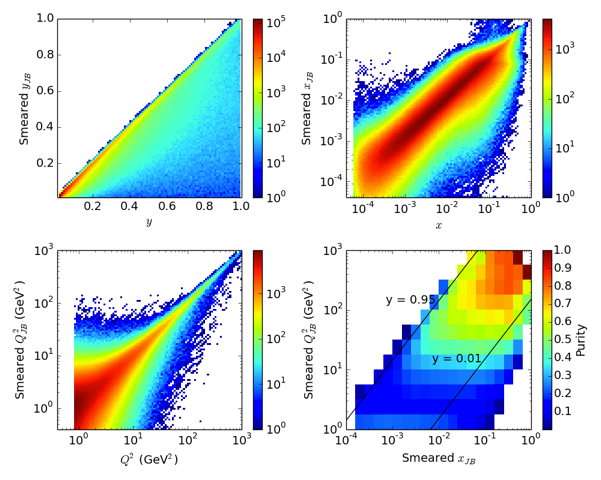 Smeared y_JB
1.0
0.8
0.6
0.4
0.2
0.2 0.4 0.6 0.8 1.0
y
10^5
10^4
10^3
10^2
10^1
10^0
Smeared x_JB
10^0
10^-1
10^-2
10^-3
10^-4
10^-4 10^-3 10^-2 10^-1 10^0
x
10^3
10^2
10^1
10^0
Smeared Q^2_JB (GeV^2)
10^3
10^2
10^1
10^0
10^0 10^1 10^2 10^3
Q^2 (GeV^2)
10^3
10^2
10^1
10^0
Smeared Q^2_JB (GeV^2)
10^3
10^2
10^1
10^0
y = 0.95
y = 0.01
10^-4 10^-3 10^-2 10^-1 10^0
Smeared x_JB
1.0
0.9
0.8
0.7
0.6
0.5
0.4
0.3
0.2
0.1
Purity